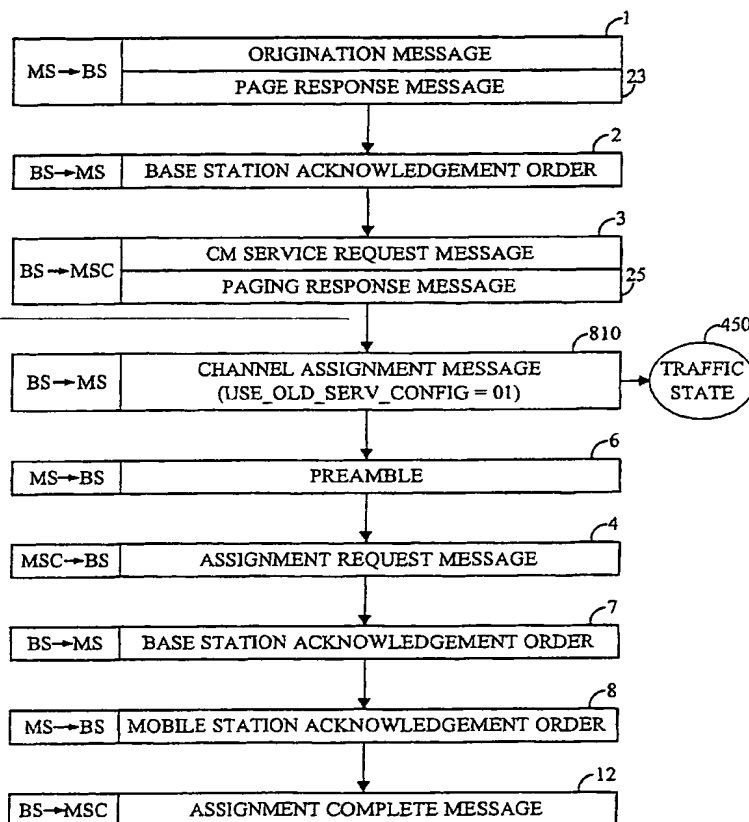 1
MS→BS
ORIGINATION MESSAGE
PAGE RESPONSE MESSAGE
23
2
BS→MS
BASE STATION ACKNOWLEDGEMENT ORDER
3
BS→MSC
CM SERVICE REQUEST MESSAGE
PAGING RESPONSE MESSAGE
25
810
BS→MS
CHANNEL ASSIGNMENT MESSAGE
(USE_OLD_SERV_CONFIG = 01)
450
TRAFFIC
STATE
6
MS→BS
PREAMBLE
4
MSC→BS
ASSIGNMENT REQUEST MESSAGE
7
BS→MS
BASE STATION ACKNOWLEDGEMENT ORDER
8
MS→BS
MOBILE STATION ACKNOWLEDGEMENT ORDER
12
BS→MSC
ASSIGNMENT COMPLETE MESSAGE